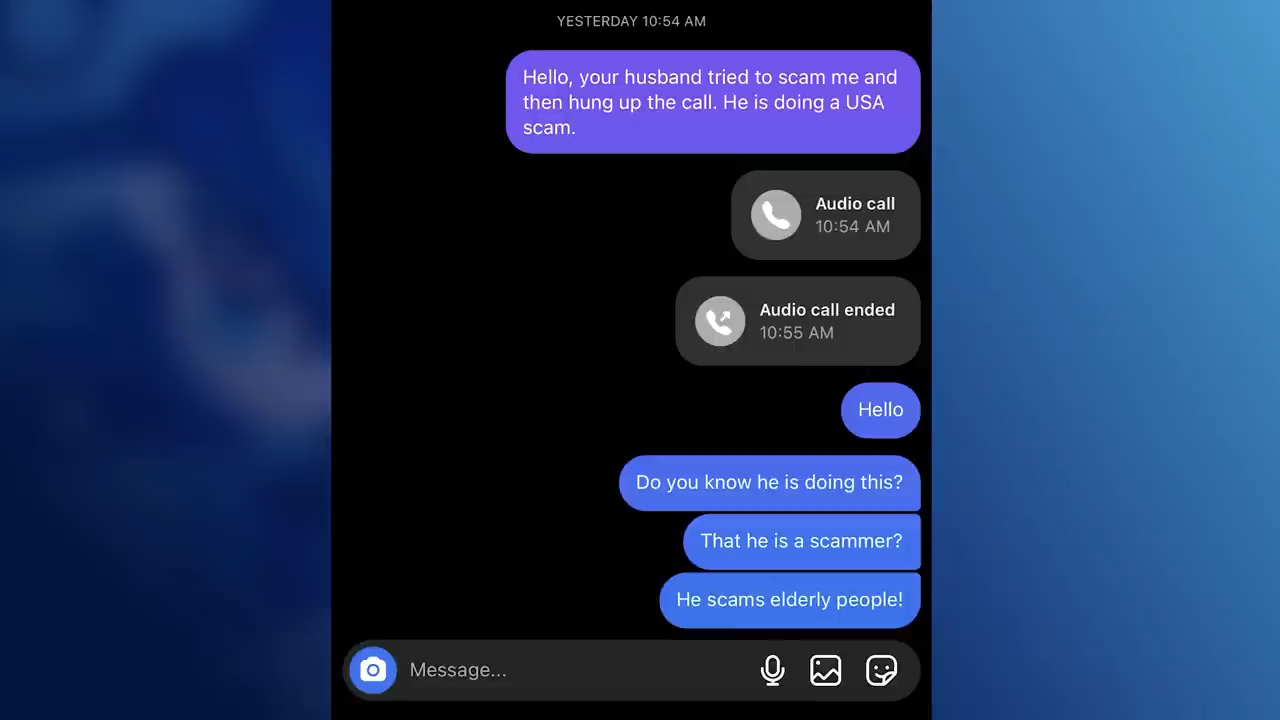 YESTERDAY 10:54 AM
Hello, your husband tried to scam me and
then hung up the call. He is doing a USA
scam.
Audio call
10:54 AM
Audio call ended
10:55 AM
Hello
Do you know he is doing this?
That he is a scammer?
He scams elderly people!
Message...